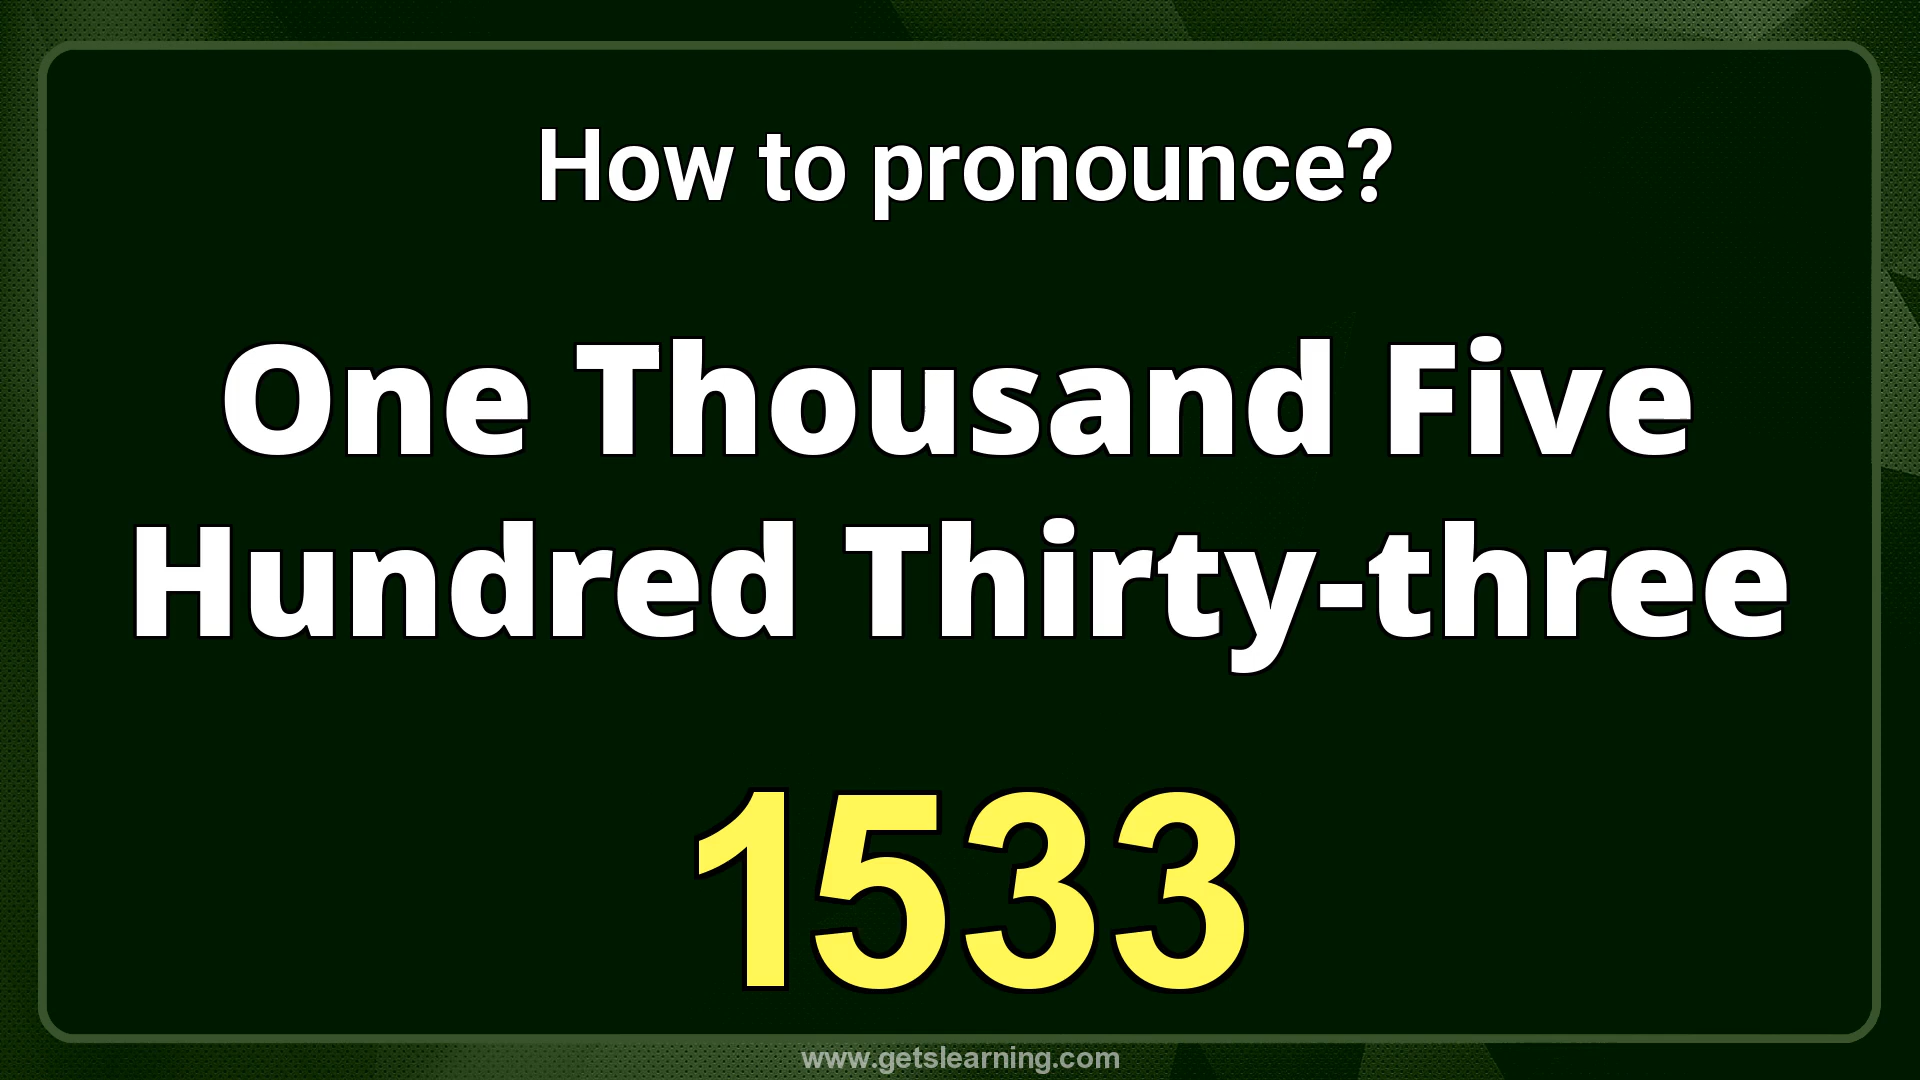 How to pronounce?
One Thousand Five
Hundred Thirty-three
1533
www.getslearning.com